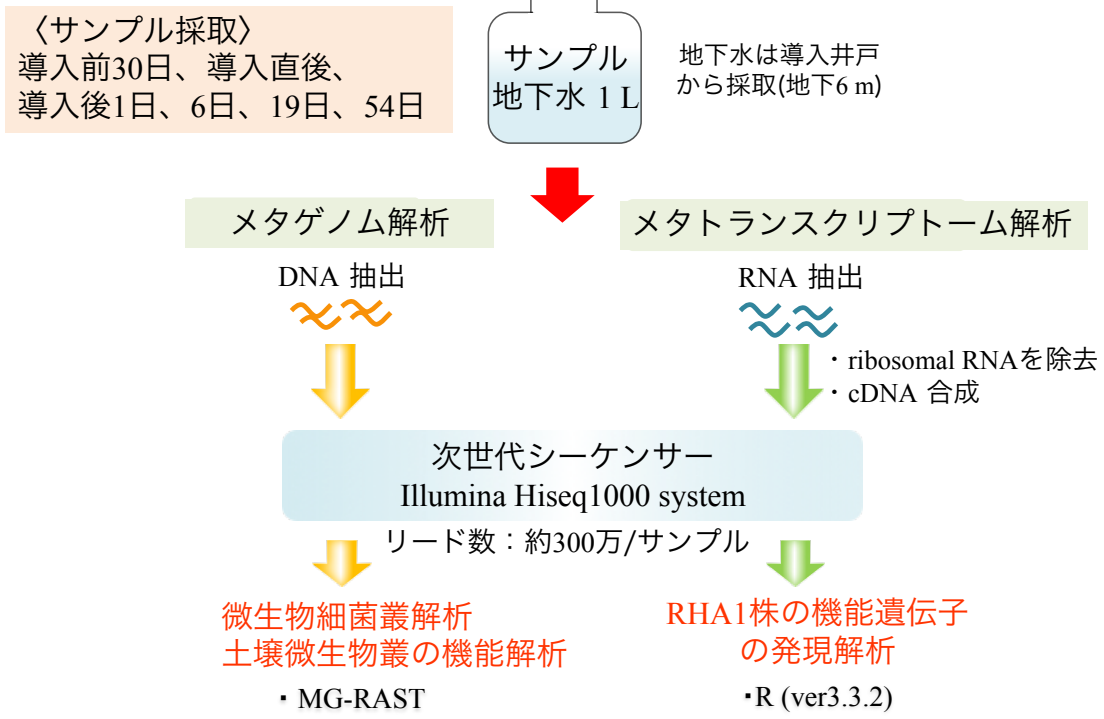 〈サンプル採取〉
導入前30日、導入直後、
導入後1日、6日、19日、54日
サンプル
地下水 1 L
地下水は導入井戸
から採取(地下6 m)
メタゲノム解析
メタトランスクリプトーム解析
DNA 抽出
RNA 抽出
・ribosomal RNAを除去
・cDNA 合成
次世代シーケンサー
Illumina Hiseq1000 system
リード数：約300万/サンプル
微生物細菌叢解析
土壌微生物叢の機能解析
・MG-RAST
RHA1株の機能遺伝子
の発現解析
・R (ver3.3.2)